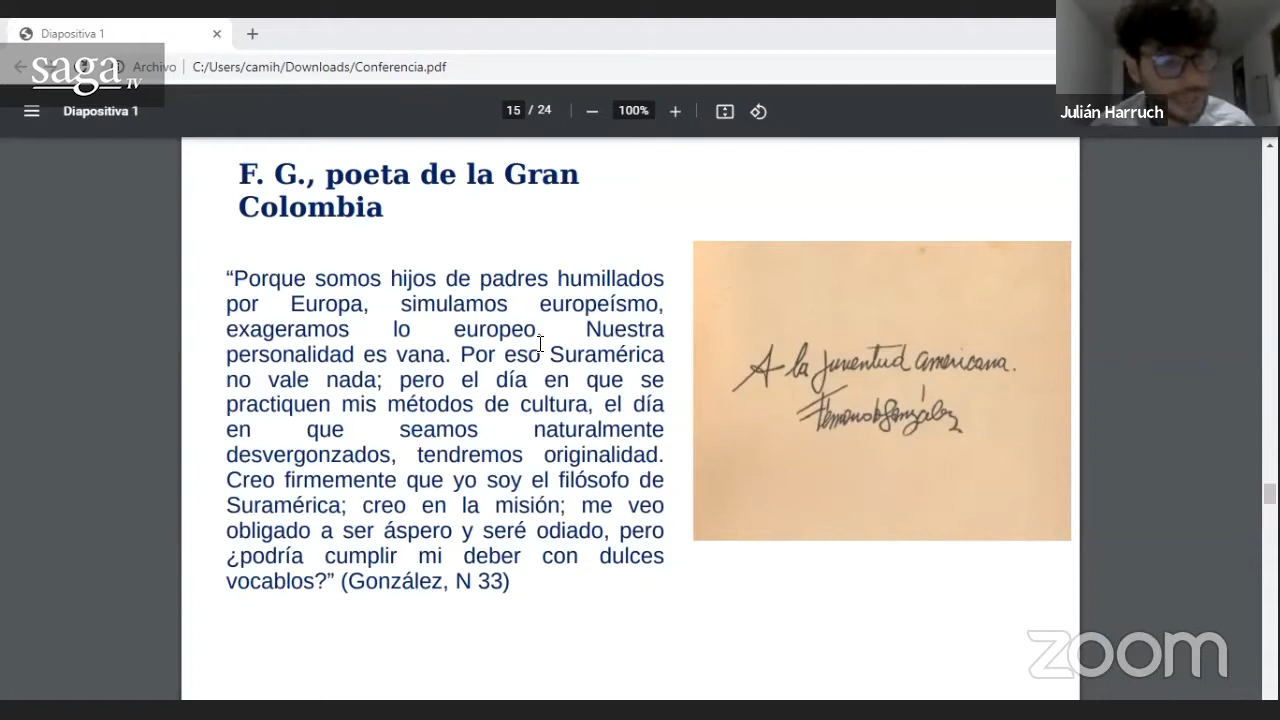 Diapositiva 1
saga TV
Archivo C:/Users/camih/Downloads/Conferencia.pdf
Diapositiva 1
15 / 24
100%
Julián Harruch
F. G., poeta de la Gran
Colombia
“Porque somos hijos de padres humillados
por Europa, simulamos europeísmo,
exageramos lo europeo. Nuestra
personalidad es vana. Por eso Suramérica
no vale nada; pero el día en que se
practiquen mis métodos de cultura, el día
en que seamos naturalmente
desvergonzados, tendremos originalidad.
Creo firmemente que yo soy el filósofo de
Suramérica; creo en la misión; me veo
obligado a ser áspero y seré odiado, pero
¿podría cumplir mi deber con dulces
vocablos?” (González, N 33)
A la juventud americana.
Fernando González
zoom